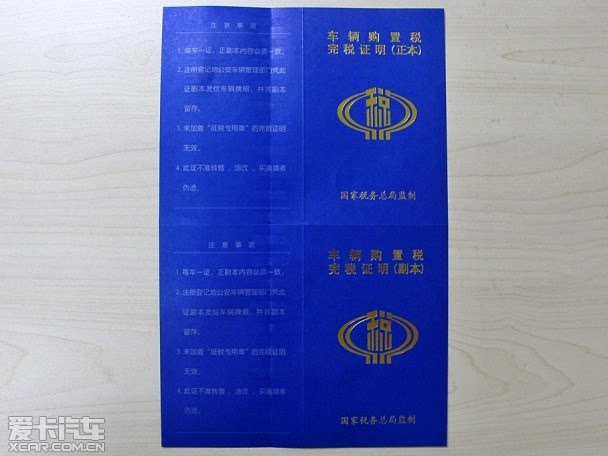 注 意 事 项
1.每车一证，正副本内容必须一致。
2.注册登记地公安车辆管理部门凭此
证副本发给车辆牌照，并将副本
留存。
3.未加盖“征税专用章”的完税证明
无效。
4.此证不准转借、涂改、买卖或者
伪造。
车 辆 购 置 税
完 税 证 明 (正本)
税
国家税务总局监制
注 意 事 项
1.每车一证，正副本内容必须一致。
2.注册登记地公安车辆管理部门凭此
证副本发给车辆牌照，并将副本
留存。
3.未加盖“征税专用章”的完税证明
无效。
4.此证不准转借、涂改、买卖或者
伪造。
车 辆 购 置 税
完 税 证 明 (副本)
税
国家税务总局监制
爱卡汽车
XCAR.COM.CN